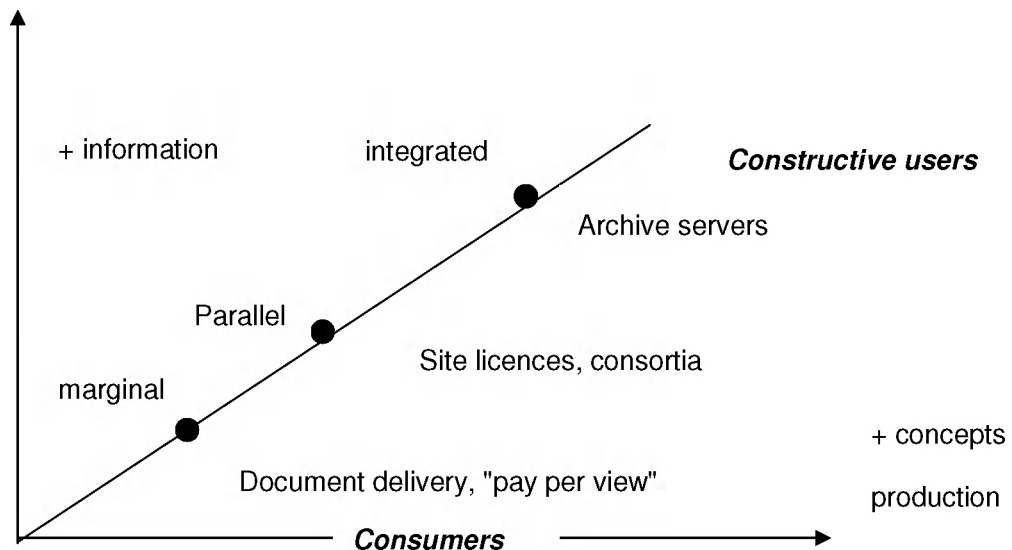 + information
integrated
Constructive users
Archive servers
Parallel
Site licences, consortia
marginal
+ concepts
Document delivery, "pay per view"
production
Consumers